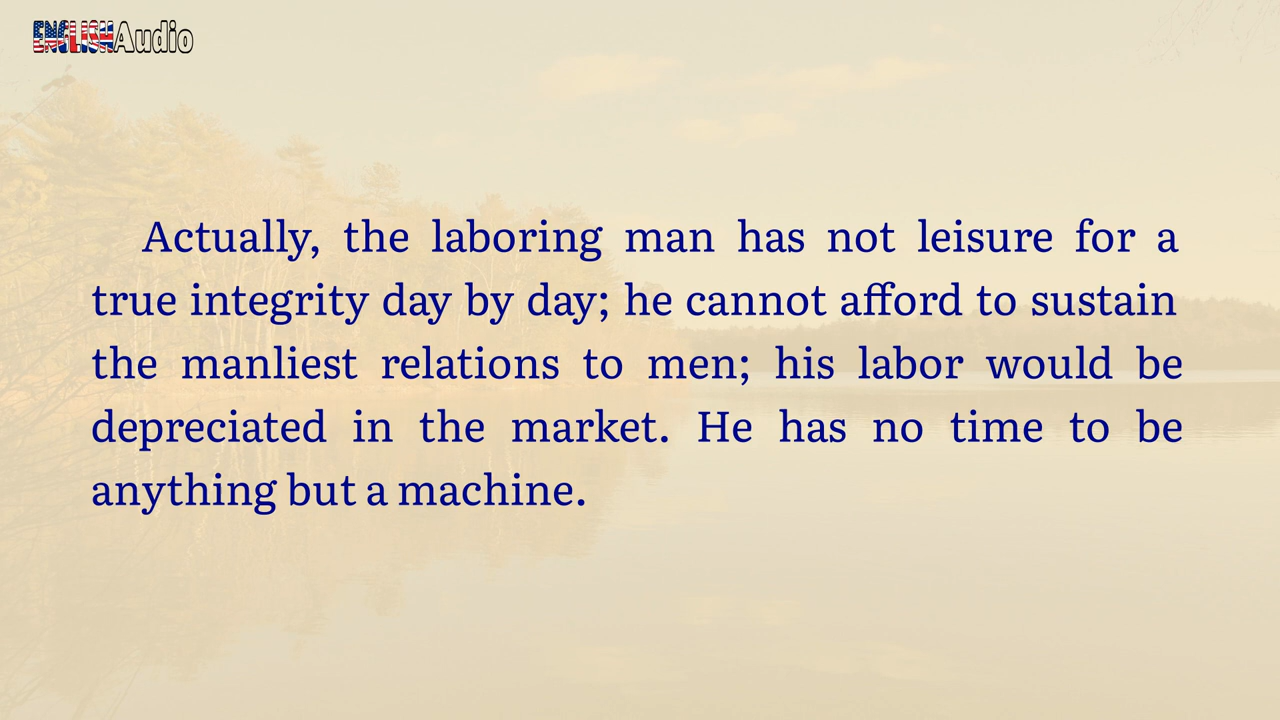 ENGLISHAudio
Actually, the laboring man has not leisure for a
true integrity day by day; he cannot afford to sustain
the manliest relations to men; his labor would be
depreciated in the market. He has no time to be
anything but a machine.